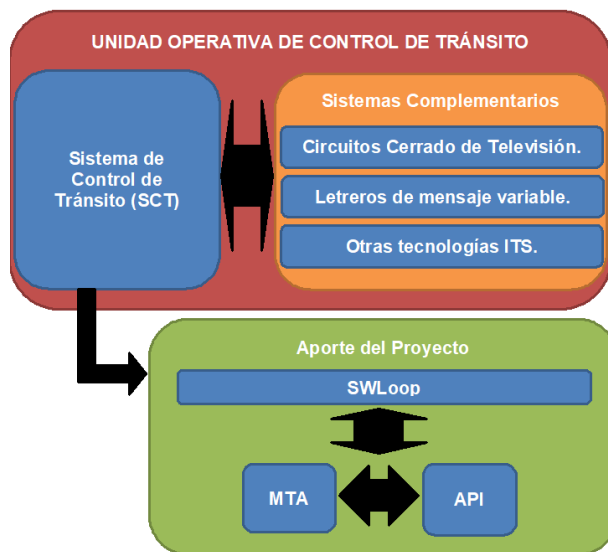 UNIDAD OPERATIVA DE CONTROL DE TRÁNSITO
Sistema de
Control de
Tránsito (SCT)
Sistemas Complementarios
Circuitos Cerrado de Televisión.
Letreros de mensaje variable.
Otras tecnologías ITS.
Aporte del Proyecto
SWLoop
MTA
API